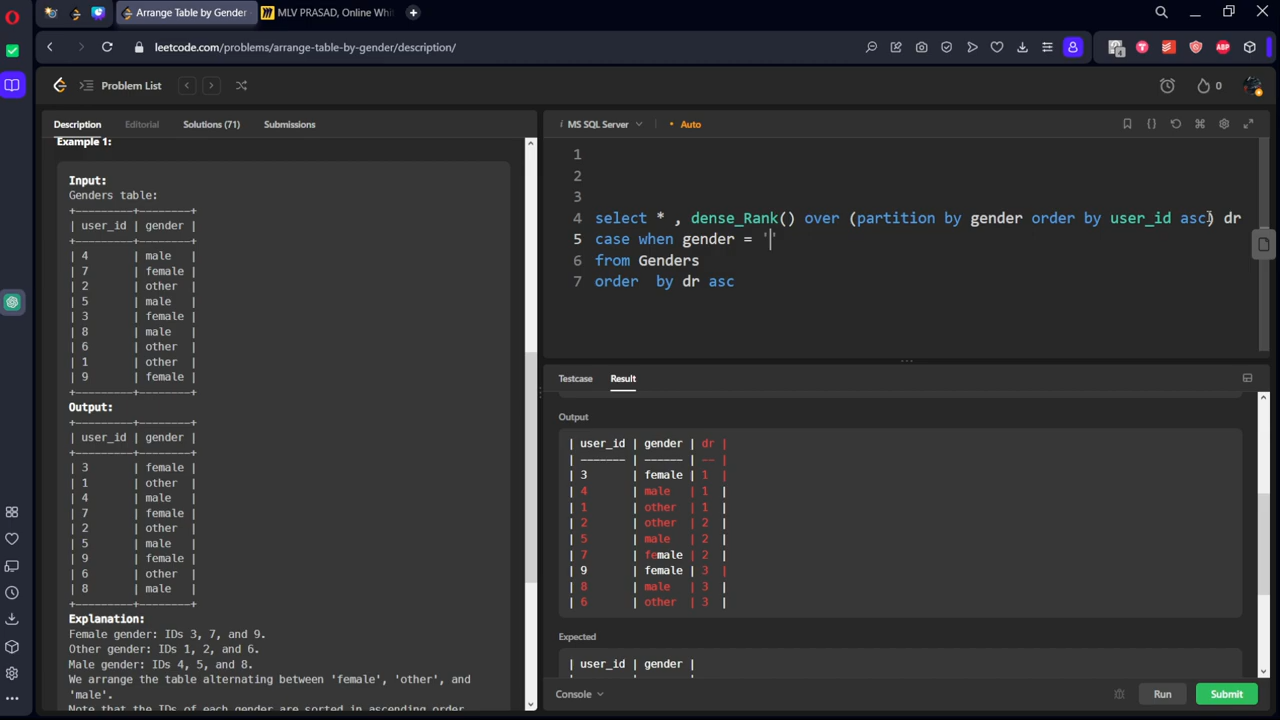 Arrange Table by Gender
MLV PRASAD, Online Whi
leetcode.com/problems/arrange-table-by-gender/description/
Problem List
0
Description
Editorial
Solutions (71)
Submissions
Example 1:
Input:
Genders table:
+---------+--------+
| user_id | gender |
+---------+--------+
| 4 | male |
| 7 | female |
| 2 | other |
| 5 | male |
| 3 | female |
| 8 | male |
| 6 | other |
| 1 | other |
| 9 | female |
+---------+--------+
Output:
+---------+--------+
| user_id | gender |
+---------+--------+
| 3 | female |
| 1 | other |
| 4 | male |
| 7 | female |
| 2 | other |
| 5 | male |
| 9 | female |
| 6 | other |
| 8 | male |
+---------+--------+
Explanation:
Female gender: IDs 3, 7, and 9.
Other gender: IDs 1, 2, and 6.
Male gender: IDs 4, 5, and 8.
We arrange the table alternating between 'female', 'other', and
'male'.
Note that the IDs of each gender are sorted in ascending order
MS SQL Server
Auto
1
2
3
4 select * , dense_Rank() over (partition by gender order by user_id asc) dr
5 case when gender = ''
6 from Genders
7 order by dr asc
Testcase
Result
Output
| user_id | gender | dr |
| ------- | ------ | -- |
| 3 | female | 1 |
| 4 | male | 1 |
| 1 | other | 1 |
| 2 | other | 2 |
| 5 | male | 2 |
| 7 | female | 2 |
| 9 | female | 3 |
| 8 | male | 3 |
| 6 | other | 3 |
Expected
| user_id | gender |
Console
Run
Submit